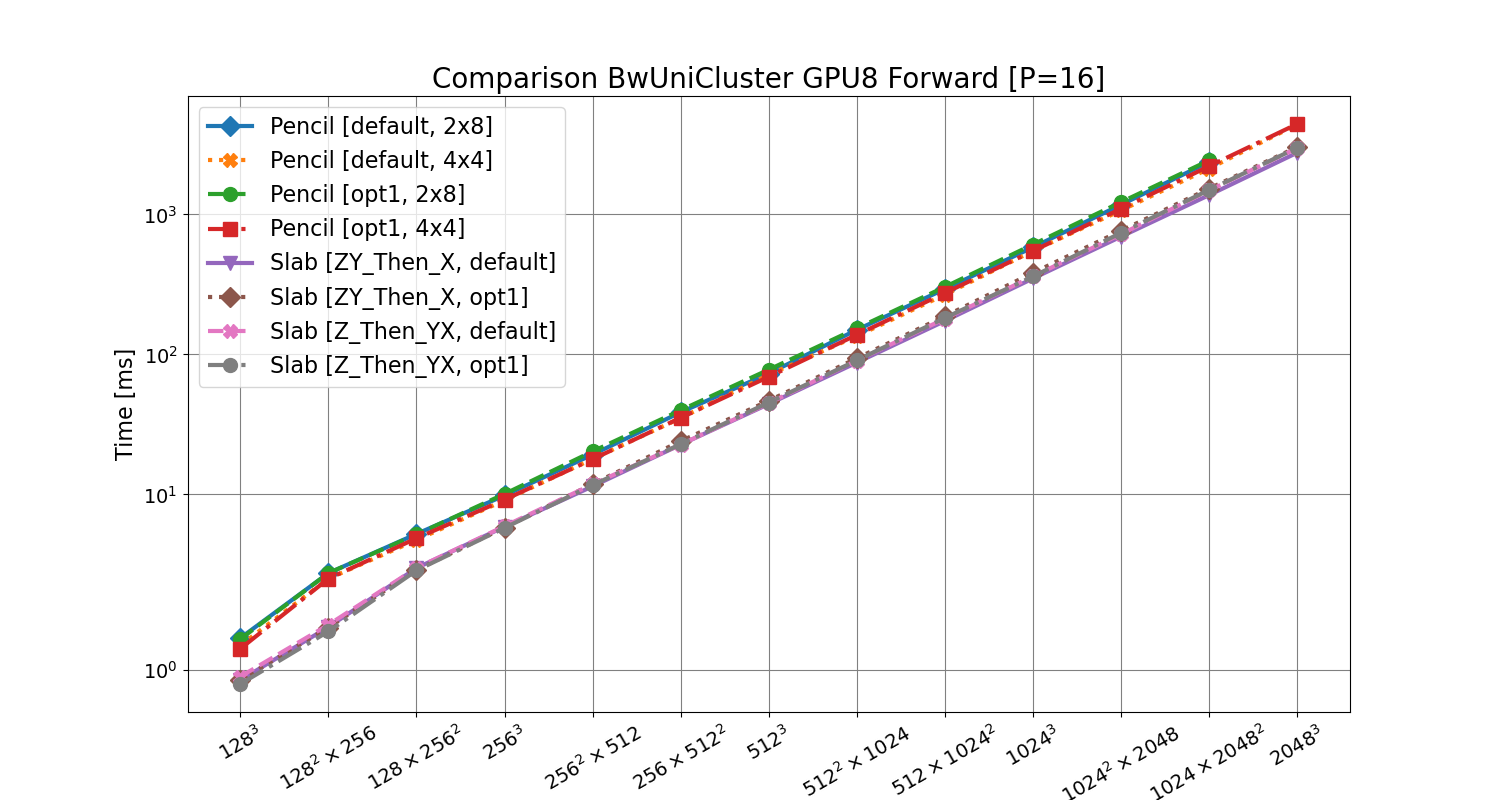 Comparison BwUniCluster GPU8 Forward [P=16]
Pencil [default, 2x8]
Pencil [default, 4x4]
Pencil [opt1, 2x8]
Pencil [opt1, 4x4]
Slab [ZY_Then_X, default]
Slab [ZY_Then_X, opt1]
Slab [Z_Then_YX, default]
Slab [Z_Then_YX, opt1]
Time [ms]
10³
10²
10¹
10⁰
128³
128² × 256
128 × 256²
256³
256² × 512
256 × 512²
512³
512² × 1024
512 × 1024²
1024³
1024² × 2048
1024 × 2048²
2048³